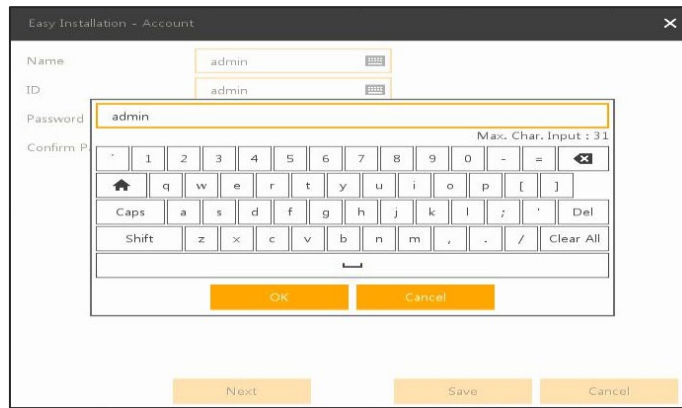 Easy Installation - Account
Name admin
ID admin
Password
admin
Max. Char. Input : 31
Confirm P
` 1 2 3 4 5 6 7 8 9 0 - =
q w e r t y u i o p [ ]
Caps a s d f g h j k l ; ' Del
Shift z x c v b n m , . / Clear All
OK Cancel
Next Save Cancel